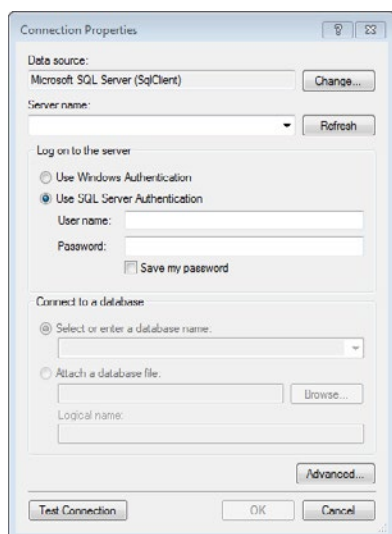 Connection Properties
Data source:
Microsoft SQL Server (SqlClient)
Change...
Server name:
Refresh
Log on to the server
Use Windows Authentication
Use SQL Server Authentication
User name:
Password:
Save my password
Connect to a database
Select or enter a database name:
Attach a database file:
Browse...
Logical name:
Advanced...
Test Connection
OK
Cancel